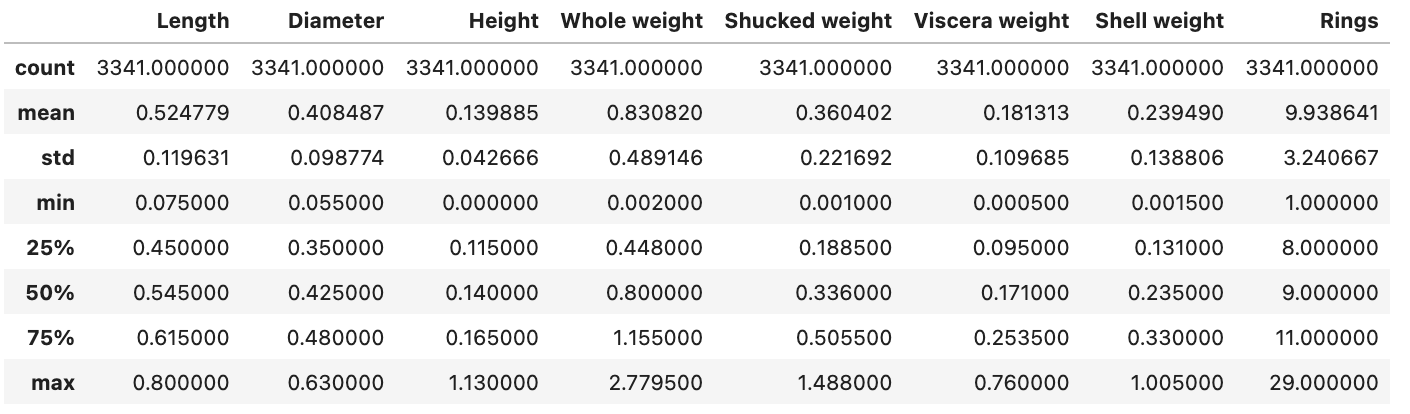 Length Diameter Height Whole weight Shucked weight Viscera weight Shell weight Rings
count 3341.000000 3341.000000 3341.000000 3341.000000 3341.000000 3341.000000 3341.000000 3341.000000
mean 0.524779 0.408487 0.139885 0.830820 0.360402 0.181313 0.239490 9.938641
std 0.119631 0.098774 0.042666 0.489146 0.221692 0.109685 0.138806 3.240667
min 0.075000 0.055000 0.000000 0.002000 0.001000 0.000500 0.001500 1.000000
25% 0.450000 0.350000 0.115000 0.448000 0.188500 0.095000 0.131000 8.000000
50% 0.545000 0.425000 0.140000 0.800000 0.336000 0.171000 0.235000 9.000000
75% 0.615000 0.480000 0.165000 1.155000 0.505500 0.253500 0.330000 11.000000
max 0.800000 0.630000 1.130000 2.779500 1.488000 0.760000 1.005000 29.000000